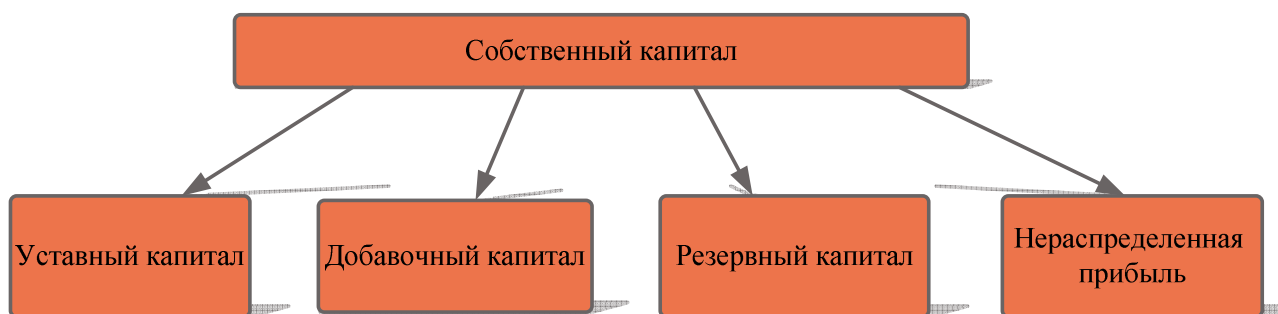 Собственный капитал
Уставный капитал
Добавочный капитал
Резервный капитал
Нераспределенная
прибыль